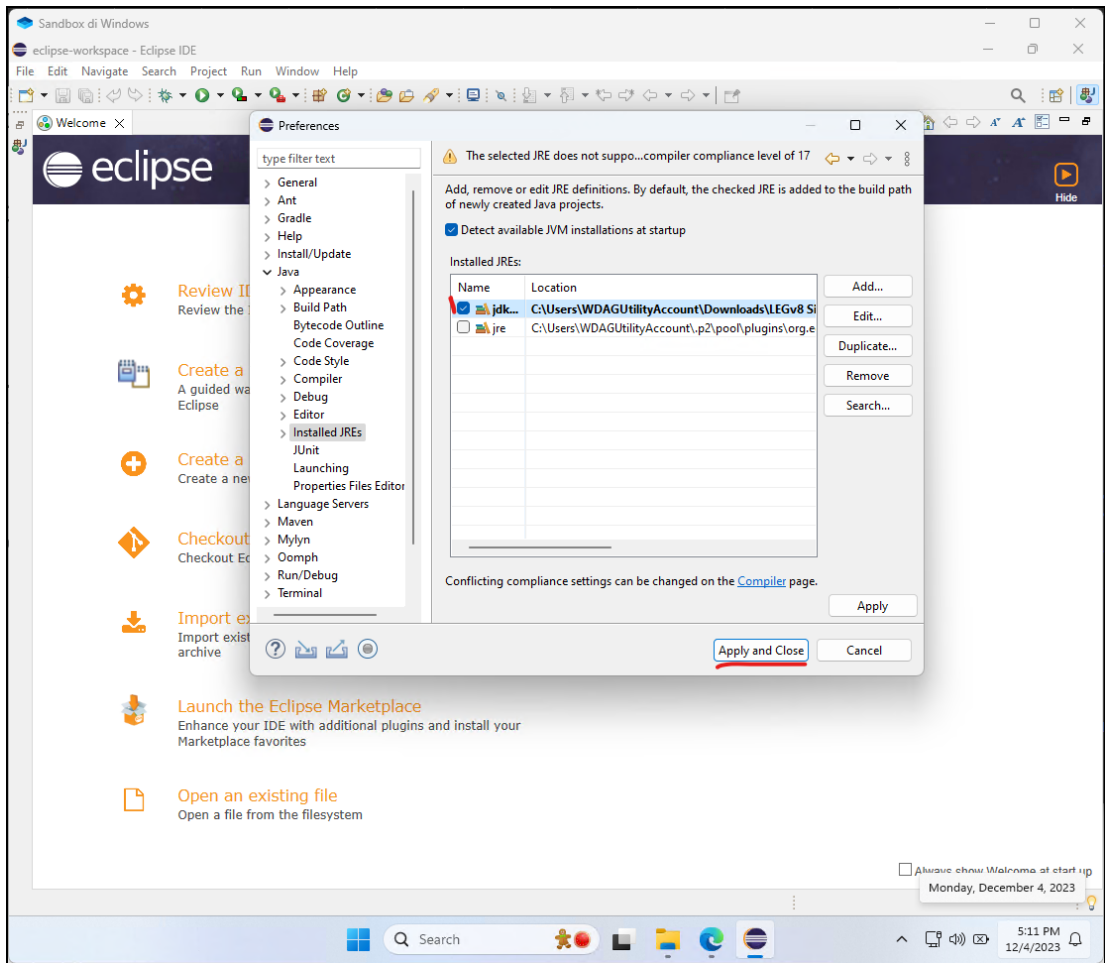 Sandbox di Windows
eclipse-workspace - Eclipse IDE
File Edit Navigate Search Project Run Window Help
Welcome
eclipse
Hide
Review
Review the
Create a
A guided wa
Eclipse
Create a
Create a ne
Checkout
Checkout Ec
Import e
Import exist
archive
Launch the Eclipse Marketplace
Enhance your IDE with additional plugins and install your
Marketplace favorites
Open an existing file
Open a file from the filesystem
Always show Welcome at start up
Preferences
type filter text
General
Ant
Gradle
Help
Install/Update
Java
Appearance
Build Path
Bytecode Outline
Code Coverage
Code Style
Compiler
Debug
Editor
Installed JREs
JUnit
Launching
Properties Files Editor
Language Servers
Maven
Mylyn
Oomph
Run/Debug
Terminal
The selected JRE does not suppo...compiler compliance level of 17
Add, remove or edit JRE definitions. By default, the checked JRE is added to the build path
of newly created Java projects.
Detect available JVM installations at startup
Installed JREs:
Name Location
jdk... C:\Users\WDAGUtilityAccount\Downloads\LEGv8 Si
jre C:\Users\WDAGUtilityAccount\.p2\pool\plugins\org.e
Add...
Edit...
Duplicate...
Remove
Search...
Conflicting compliance settings can be changed on the Compiler page.
Apply
Apply and Close Cancel
Monday, December 4, 2023
Search
5:11 PM
12/4/2023